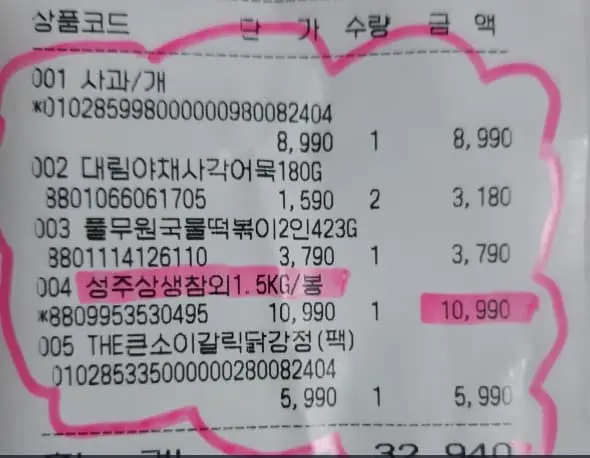 상품코드 단 가 수량 금 액
001 사과/개
*010285998000000980082404
8,990 1 8,990
002 대림야채사각어묵180G
8801066061705 1,590 2 3,180
003 풀무원국물떡볶이2인423G
8801114126110 3,790 1 3,790
004 성주상생참외1.5KG/봉
*8809953530495 10,990 1 10,990
005 THE큰소이갈릭닭강정(팩)
010285335000000280082404
5,990 1 5,990
32,940